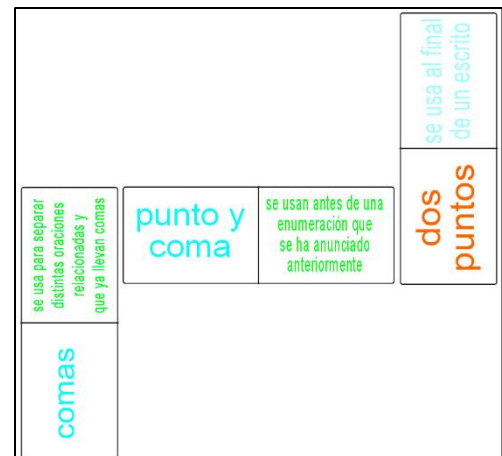 se usa al final
de un escrito
dos
puntos
punto y
coma
se usan antes de una
enumeración que
se ha anunciado
anteriormente
se usa para separar
distintas oraciones
relacionadas y
que ya llevan comas
comas